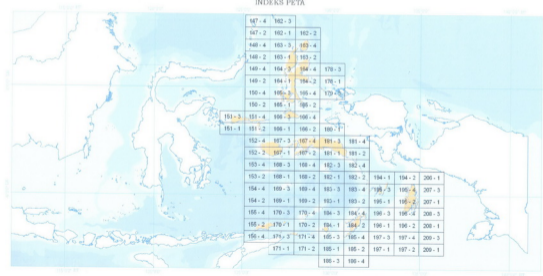 INDEKS PETA
147 - 4 162 - 3
147 - 2 162 - 1 162 - 2
148 - 4 163 - 3 163 - 4
148 - 2 163 - 1 163 - 2
149 - 4 164 - 3 164 - 4 178 - 3
149 - 2 164 - 1 164 - 2 178 - 1
150 - 4 165 - 3 165 - 4
150 - 2 165 - 1 165 - 2
151 - 3 151 - 4 166 - 3 166 - 4
151 - 1 151 - 2 166 - 1 166 - 2 180 - 1
152 - 4 167 - 3 167 - 4 181 - 3 181 - 4
152 - 2 167 - 1 167 - 2 181 - 1 181 - 2
153 - 4 168 - 3 168 - 4 182 - 3 182 - 4
153 - 2 168 - 1 168 - 2 182 - 1 182 - 2 194 - 1 194 - 2 206 - 1
154 - 4 169 - 3 169 - 4 183 - 3 183 - 4 195 - 3 195 - 4 207 - 3
154 - 2 169 - 1 169 - 2 183 - 1 183 - 2 195 - 1 195 - 2 207 - 1
155 - 4 170 - 3 170 - 4 184 - 3 184 - 4 196 - 3 196 - 4 208 - 3
155 - 2 170 - 1 170 - 2 184 - 1 184 - 2 196 - 1 196 - 2 208 - 1
156 - 4 171 - 3 171 - 4 185 - 3 185 - 4 197 - 3 197 - 4 209 - 3
171 - 1 171 - 2 185 - 1 185 - 2 197 - 1 197 - 2 209 - 1
186 - 3 186 - 4